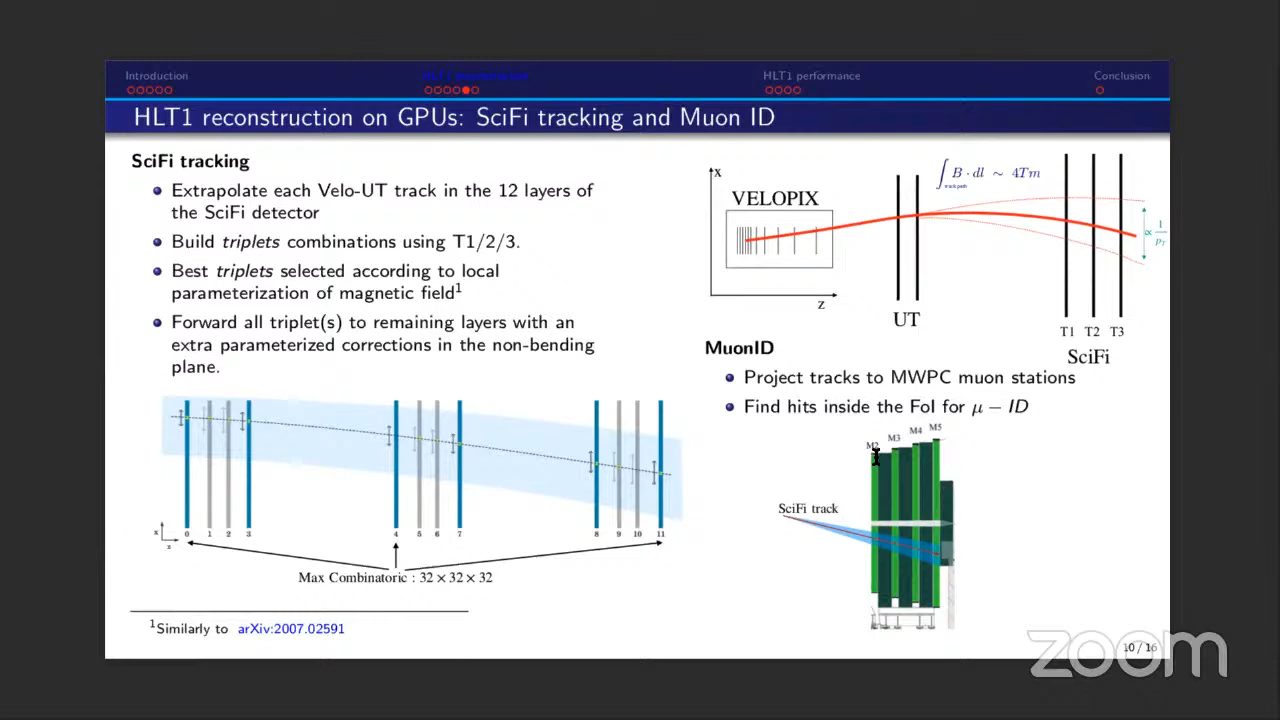 Introduction
HLT1 reconstruction
HLT1 performance
Conclusion
HLT1 reconstruction on GPUs: SciFi tracking and Muon ID
SciFi tracking
Extrapolate each Velo-UT track in the 12 layers of
the SciFi detector
Build triplets combinations using T1/2/3.
Best triplets selected according to local
parameterization of magnetic field¹
Forward all triplet(s) to remaining layers with an
extra parameterized corrections in the non-bending
plane.
x
z
0 1 2 3 4 5 6 7 8 9 10 11
Max Combinatoric : 32 × 32 × 32
¹Similarly to arXiv:2007.02591
x
VELOPIX
z
UT
∫ B · dl ∼ 4Tm
track path
∝ 1/p_T
T1 T2 T3
SciFi
MuonID
Project tracks to MWPC muon stations
Find hits inside the FoI for μ − ID
M2 M3 M4 M5
SciFi track
10 / 16
zoom